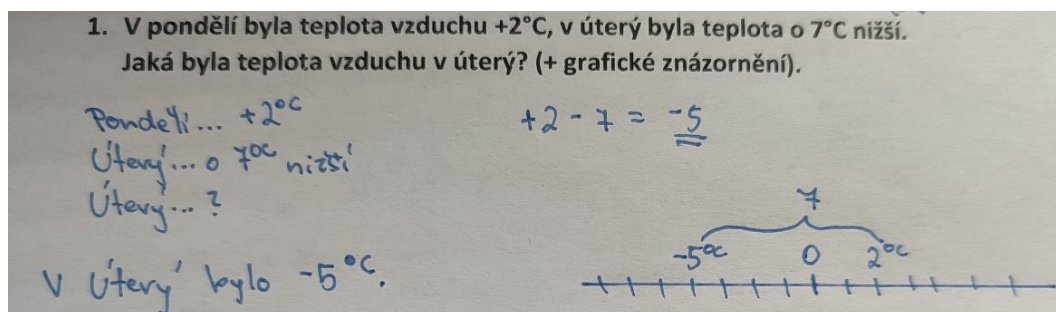 1. V pondělí byla teplota vzduchu +2°C, v úterý byla teplota o 7°C nižší.
Jaká byla teplota vzduchu v úterý? (+ grafické znázornění).
Pondělí... +2°C
Úterý... o 7°C nižší
Úterý... ?
V Úterý bylo -5°C.
+2 - 7 = -5
7
-5°C 0 2°C